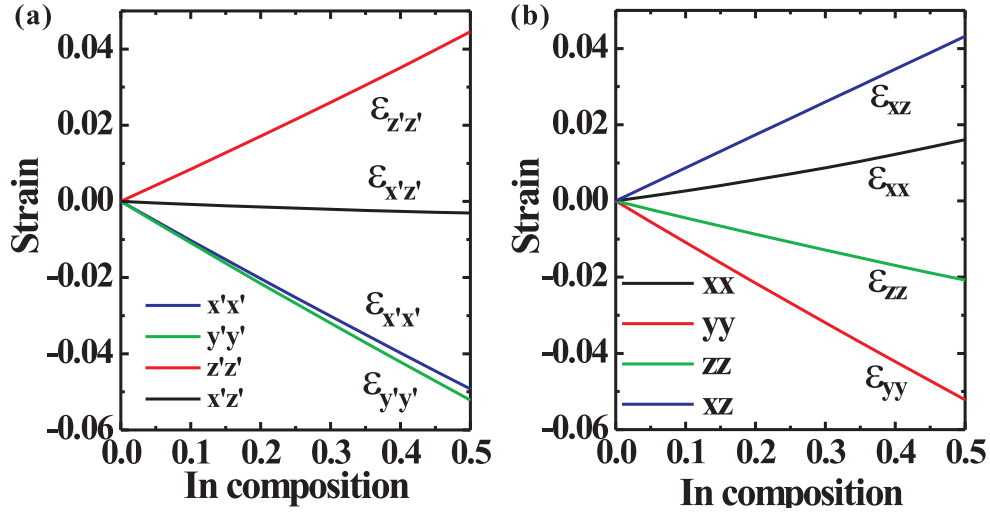 (a)
Strain
0.04
0.02
0.00
-0.02
-0.04
-0.06
εz'z'
εx'z'
εx'x'
εy'y'
x'x'
y'y'
z'z'
x'z'
0.0 0.1 0.2 0.3 0.4 0.5
In composition
(b)
Strain
0.04
0.02
0.00
-0.02
-0.04
-0.06
εxz
εxx
εzz
εyy
xx
yy
zz
xz
0.0 0.1 0.2 0.3 0.4 0.5
In composition